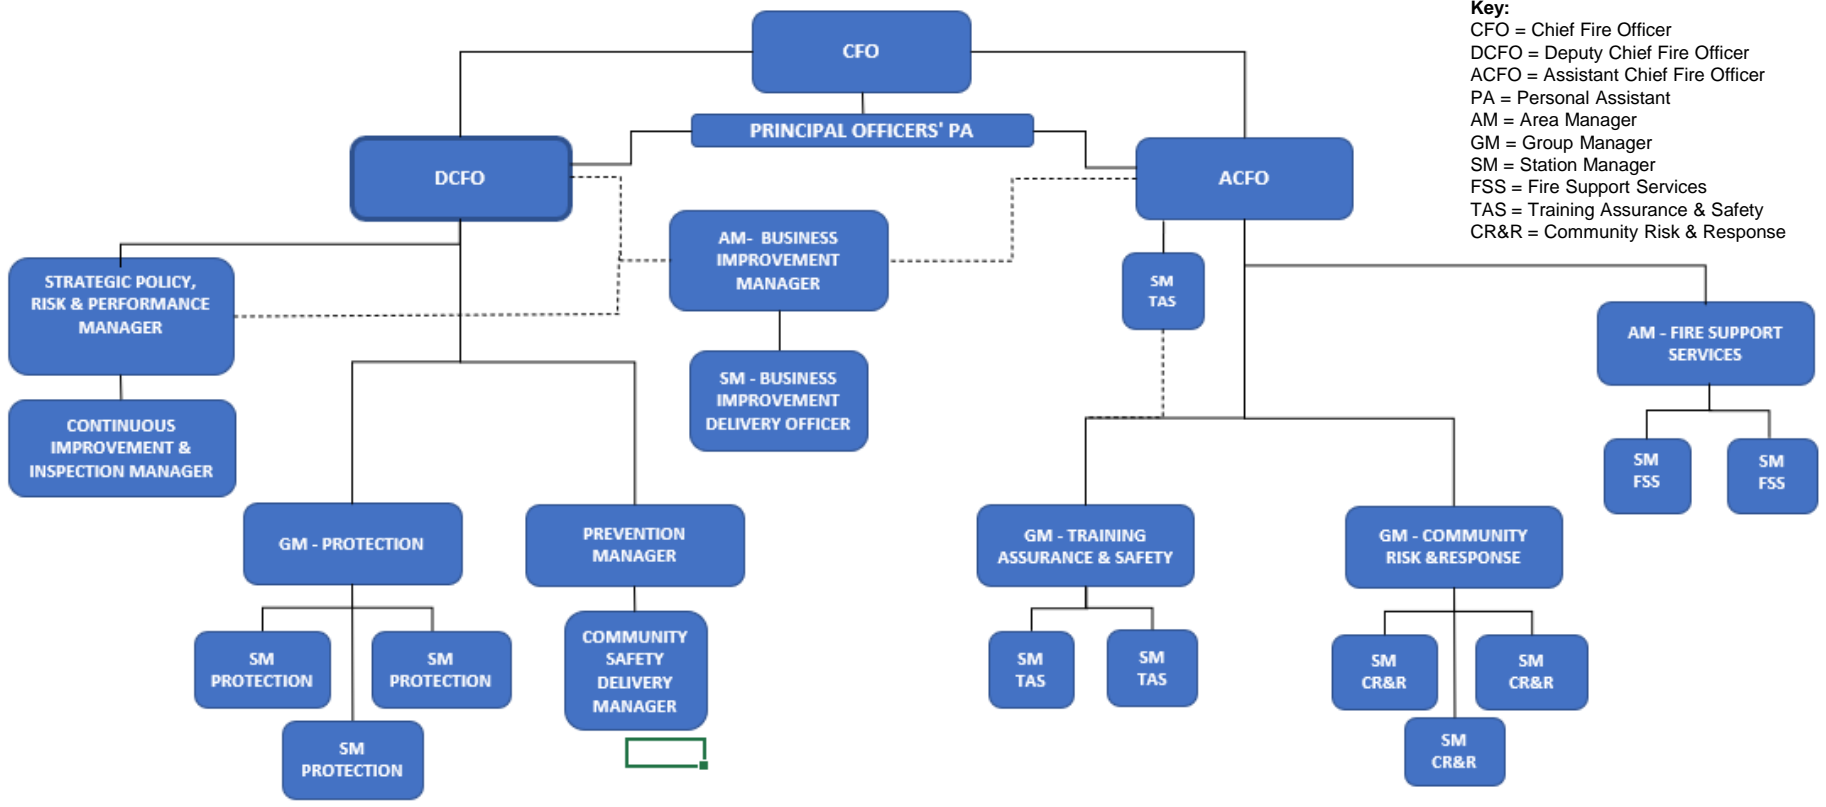 Key:
CFO = Chief Fire Officer
DCFO = Deputy Chief Fire Officer
ACFO = Assistant Chief Fire Officer
PA = Personal Assistant
AM = Area Manager
GM = Group Manager
SM = Station Manager
FSS = Fire Support Services
TAS = Training Assurance & Safety
CR&R = Community Risk & Response
CFO
PRINCIPAL OFFICERS' PA
DCFO
ACFO
STRATEGIC POLICY,
RISK & PERFORMANCE
MANAGER
CONTINUOUS
IMPROVEMENT &
INSPECTION MANAGER
AM- BUSINESS
IMPROVEMENT
MANAGER
SM - BUSINESS
IMPROVEMENT
DELIVERY OFFICER
SM
TAS
AM - FIRE SUPPORT
SERVICES
SM
FSS
SM
FSS
GM - PROTECTION
PREVENTION
MANAGER
GM - TRAINING
ASSURANCE & SAFETY
GM - COMMUNITY
RISK &RESPONSE
SM
PROTECTION
SM
PROTECTION
SM
PROTECTION
COMMUNITY
SAFETY
DELIVERY
MANAGER
SM
TAS
SM
TAS
SM
CR&R
SM
CR&R
SM
CR&R